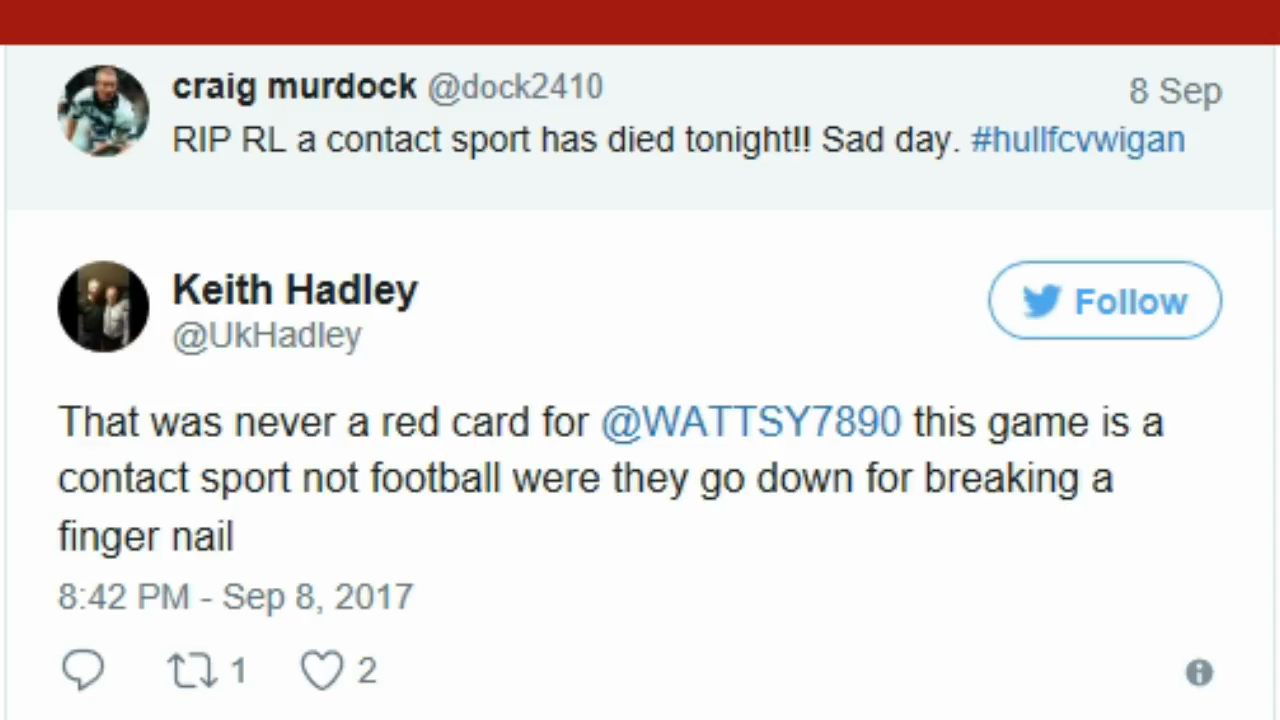 craig murdock @dock2410 8 Sep
RIP RL a contact sport has died tonight!! Sad day. #hullfcvwigan
Keith Hadley
@UkHadley
Follow
That was never a red card for @WATTSY7890 this game is a
contact sport not football were they go down for breaking a
finger nail
8:42 PM - Sep 8, 2017
1 2